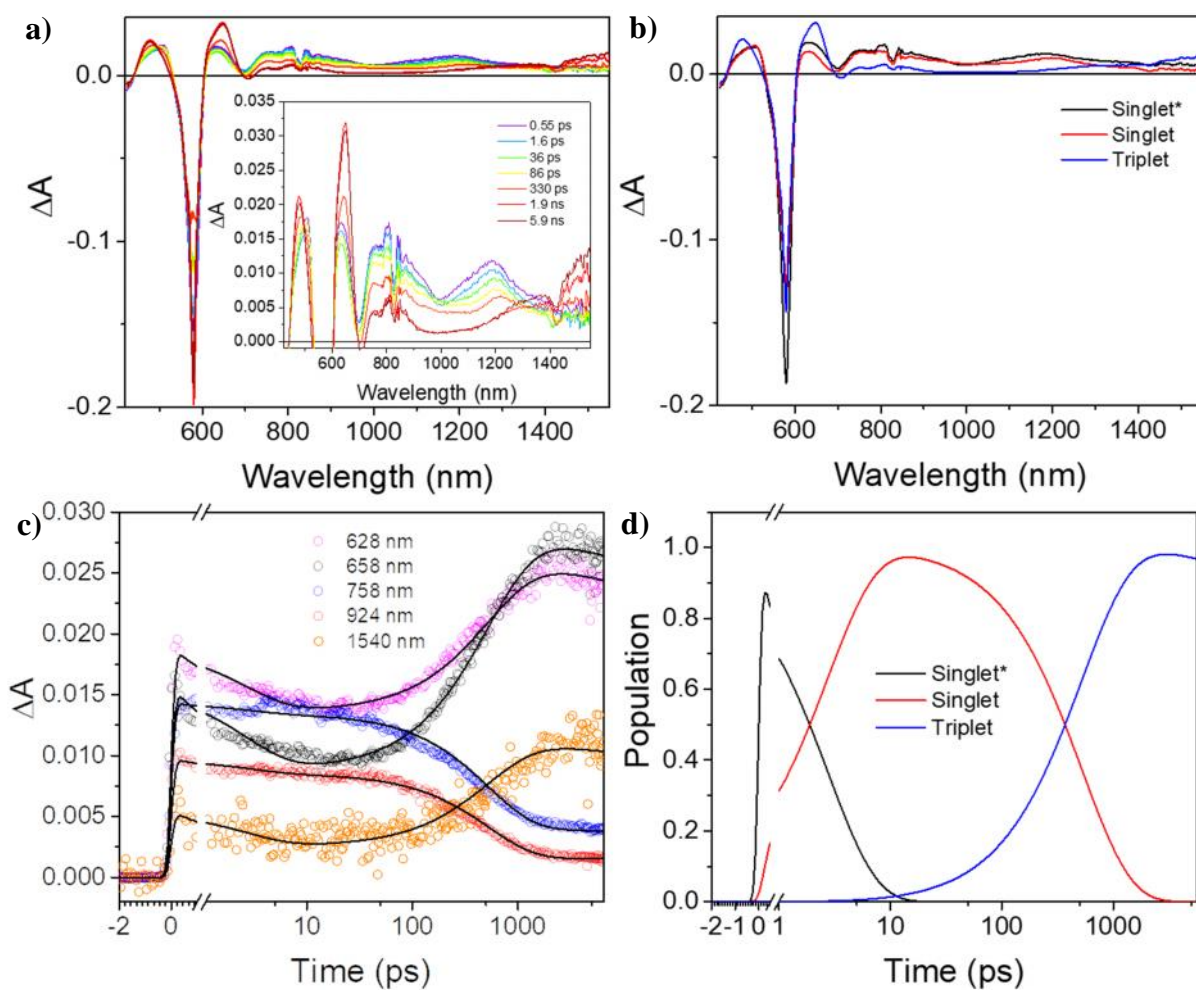 a)
0.0
-0.1
-0.2
ΔA
600 800 1000 1200 1400
Wavelength (nm)
0.035
0.030
0.025
0.020
0.015
0.010
0.005
0.000
ΔA
600 800 1000 1200 1400
Wavelength (nm)
0.55 ps
1.6 ps
36 ps
86 ps
330 ps
1.9 ns
5.9 ns
b)
0.0
-0.1
-0.2
ΔA
600 800 1000 1200 1400
Wavelength (nm)
Singlet*
Singlet
Triplet
c)
0.030
0.025
0.020
0.015
0.010
0.005
0.000
ΔA
-2 0 10 100 1000
Time (ps)
628 nm
658 nm
758 nm
924 nm
1540 nm
d)
1.0
0.8
0.6
0.4
0.2
0.0
Population
-2 -1 0 1 10 100 1000
Time (ps)
Singlet*
Singlet
Triplet